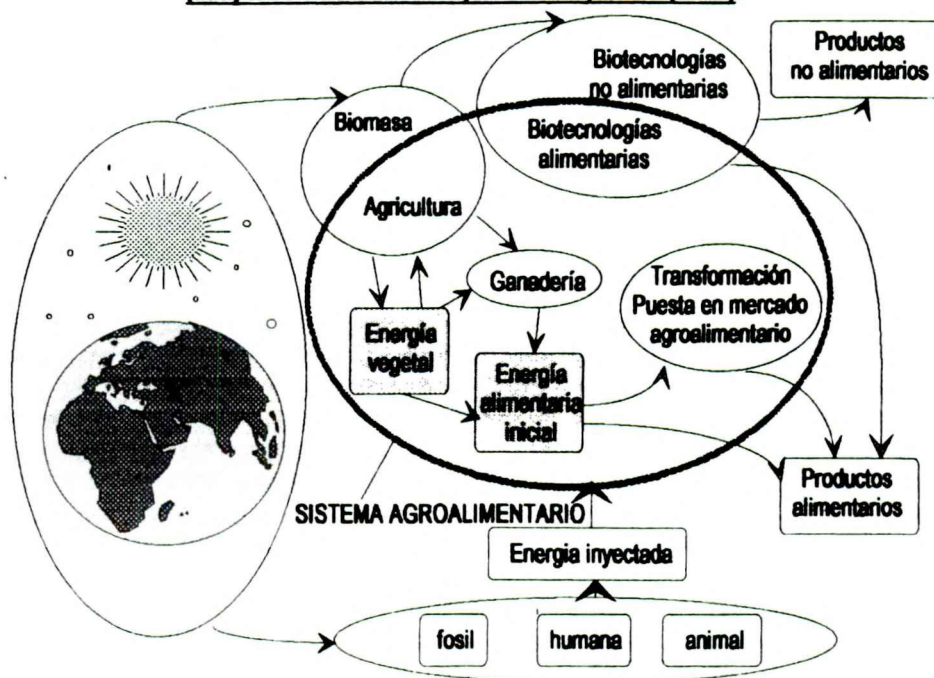 Productos
no alimentarios
Biotecnologías
no alimentarias
Biotecnologías
alimentarias
Biomasa
Agricultura
Ganadería
Transformación
Puesta en mercado
agroalimentario
Energía
vegetal
Energía
alimentaria
inicial
Productos
alimentarios
SISTEMA AGROALIMENTARIO
Energia inyectada
fosil
humana
animal